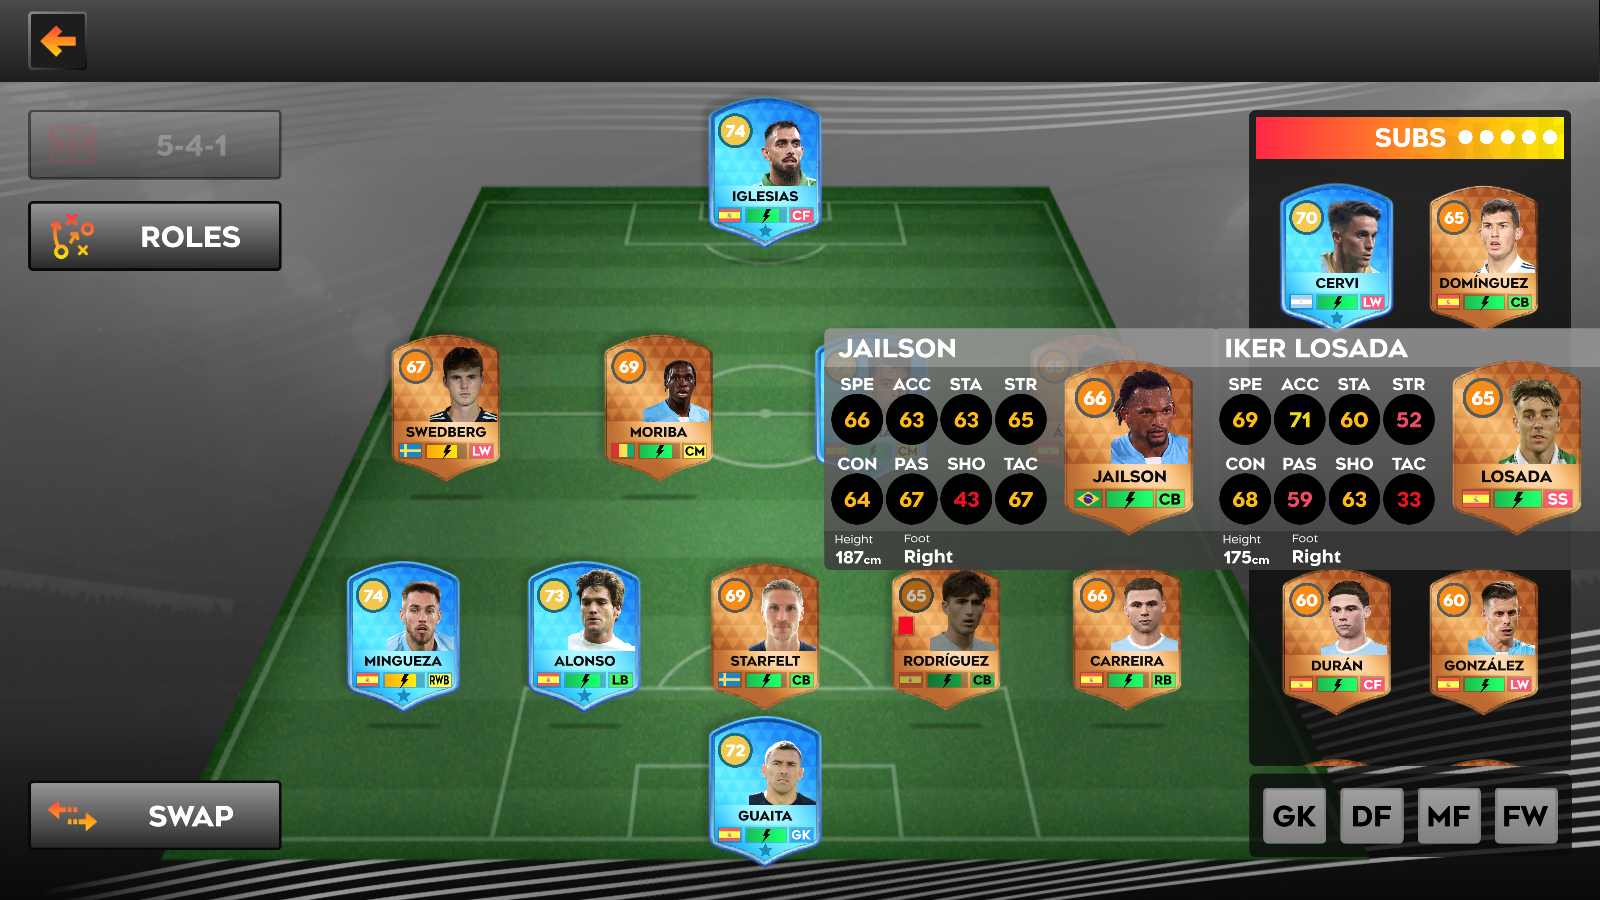 5-4-1
ROLES
SWAP
74
IGLESIAS
CF
67
SWEDBERG
LW
69
MORIBA
CM
74
MINGUEZA
RWB
73
ALONSO
LB
69
STARFELT
CB
65
RODRÍGUEZ
CB
66
CARREIRA
RB
72
GUAITA
GK
JAILSON
SPE ACC STA STR
66 63 63 65
CON PAS SHO TAC
64 67 43 67
Height Foot
187cm Right
66
JAILSON
CB
IKER LOSADA
SPE ACC STA STR
69 71 60 52
CON PAS SHO TAC
68 59 63 33
Height Foot
175cm Right
65
LOSADA
SS
SUBS
70
CERVI
LW
65
DOMÍNGUEZ
CB
60
DURÁN
CF
60
GONZÁLEZ
LW
GK DF MF FW